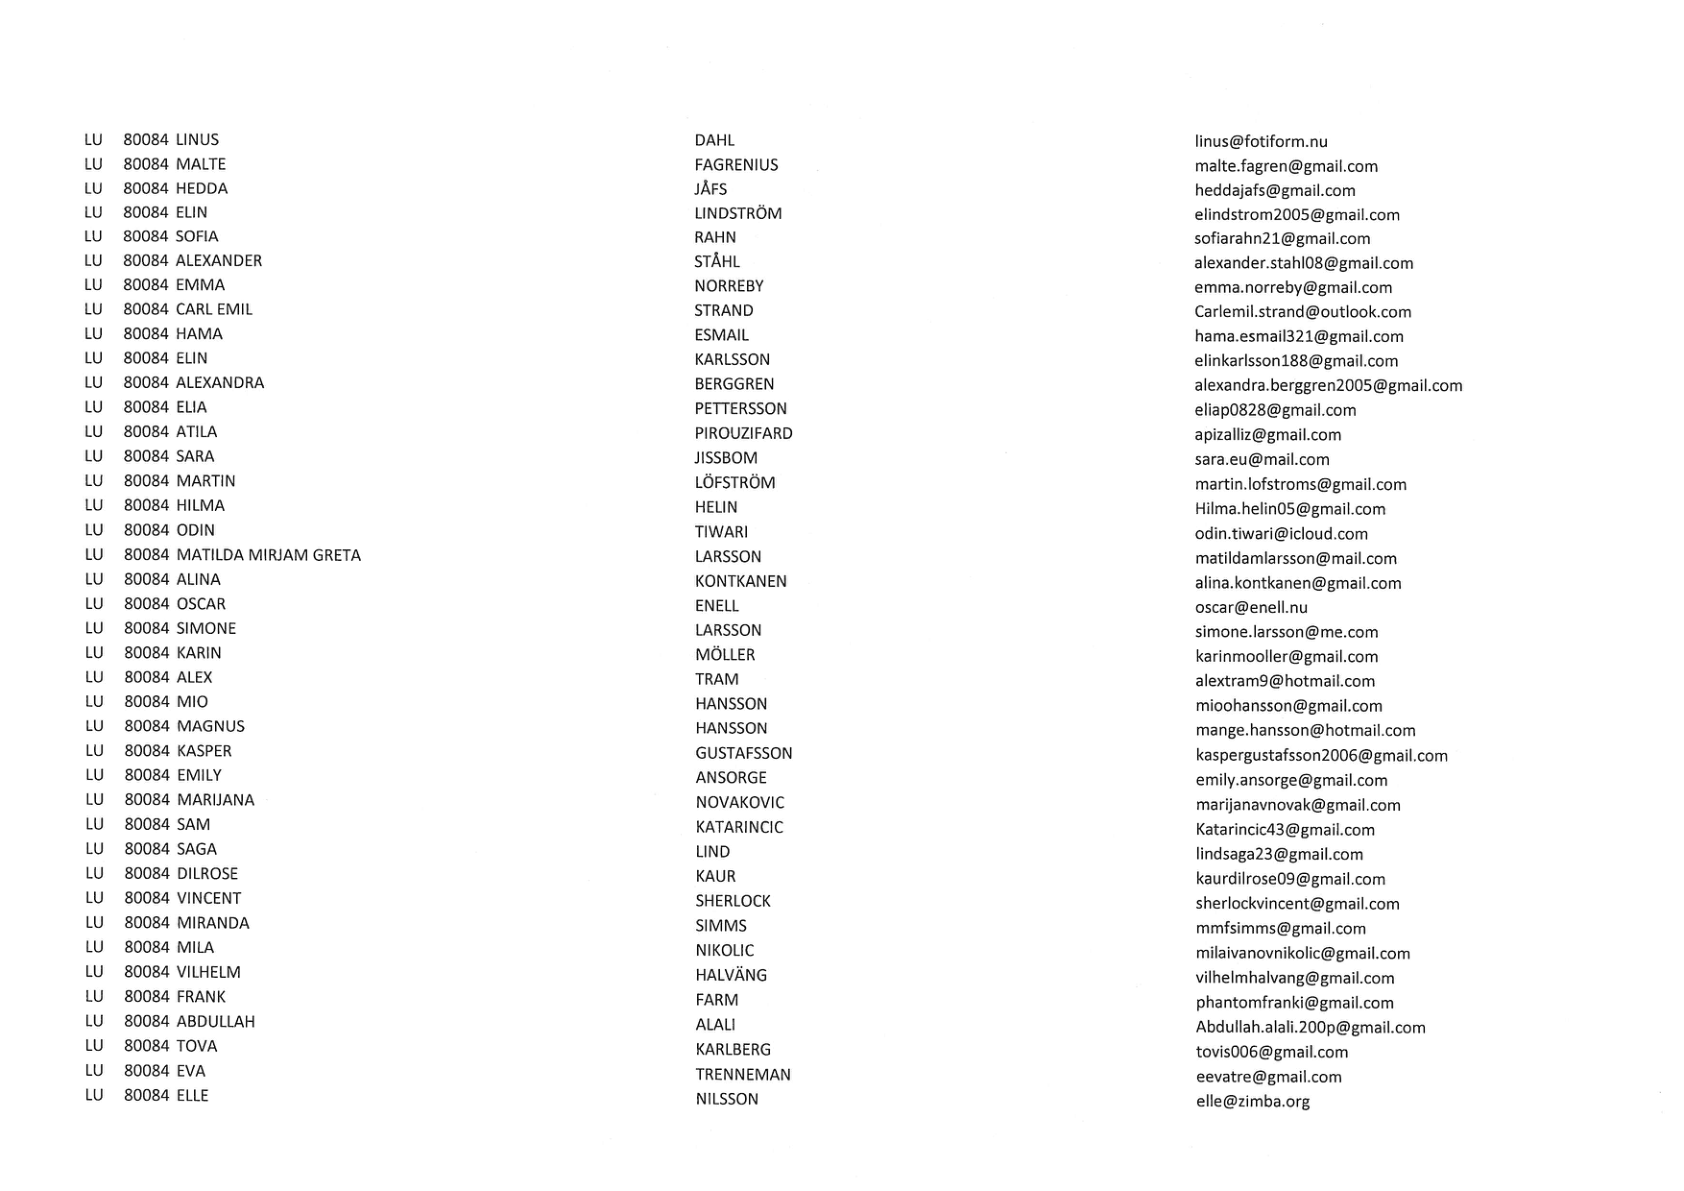 LU 80084 LINUS DAHL linus@fotiform.nu
LU 80084 MALTE FAGRENIUS malte.fagren@gmail.com
LU 80084 HEDDA JÅFS heddajafs@gmail.com
LU 80084 ELIN LINDSTRÖM elindstrom2005@gmail.com
LU 80084 SOFIA RAHN sofiarahn21@gmail.com
LU 80084 ALEXANDER STÅHL alexander.stahl08@gmail.com
LU 80084 EMMA NORREBY emma.norreby@gmail.com
LU 80084 CARL EMIL STRAND Carlemil.strand@outlook.com
LU 80084 HAMA ESMAIL hama.esmail321@gmail.com
LU 80084 ELIN KARLSSON elinkarlsson188@gmail.com
LU 80084 ALEXANDRA BERGGREN alexandra.berggren2005@gmail.com
LU 80084 ELIA PETTERSSON eliap0828@gmail.com
LU 80084 ATILA PIROUZIFARD apizalliz@gmail.com
LU 80084 SARA JISSBOM sara.eu@mail.com
LU 80084 MARTIN LÖFSTRÖM martin.lofstroms@gmail.com
LU 80084 HILMA HELIN Hilma.helin05@gmail.com
LU 80084 ODIN TIWARI odin.tiwari@icloud.com
LU 80084 MATILDA MIRJAM GRETA LARSSON matildamlarsson@mail.com
LU 80084 ALINA KONTKANEN alina.kontkanen@gmail.com
LU 80084 OSCAR ENELL oscar@enell.nu
LU 80084 SIMONE LARSSON simone.larsson@me.com
LU 80084 KARIN MÖLLER karinmooller@gmail.com
LU 80084 ALEX TRAM alextram9@hotmail.com
LU 80084 MIO HANSSON mioohansson@gmail.com
LU 80084 MAGNUS HANSSON mange.hansson@hotmail.com
LU 80084 KASPER GUSTAFSSON kaspergustafsson2006@gmail.com
LU 80084 EMILY ANSORGE emily.ansorge@gmail.com
LU 80084 MARIJANA NOVAKOVIC marijanavnovak@gmail.com
LU 80084 SAM KATARINCIC Katarincic43@gmail.com
LU 80084 SAGA LIND lindsaga23@gmail.com
LU 80084 DILROSE KAUR kaurdilrose09@gmail.com
LU 80084 VINCENT SHERLOCK sherlockvincent@gmail.com
LU 80084 MIRANDA SIMMS mmfsimms@gmail.com
LU 80084 MILA NIKOLIC milaivanovnikolic@gmail.com
LU 80084 VILHELM HALVÄNG vilhelmhalvang@gmail.com
LU 80084 FRANK FARM phantomfranki@gmail.com
LU 80084 ABDULLAH ALALI Abdullah.alali.200p@gmail.com
LU 80084 TOVA KARLBERG tovis006@gmail.com
LU 80084 EVA TRENNEMAN eevatre@gmail.com
LU 80084 ELLE NILSSON elle@zimba.org